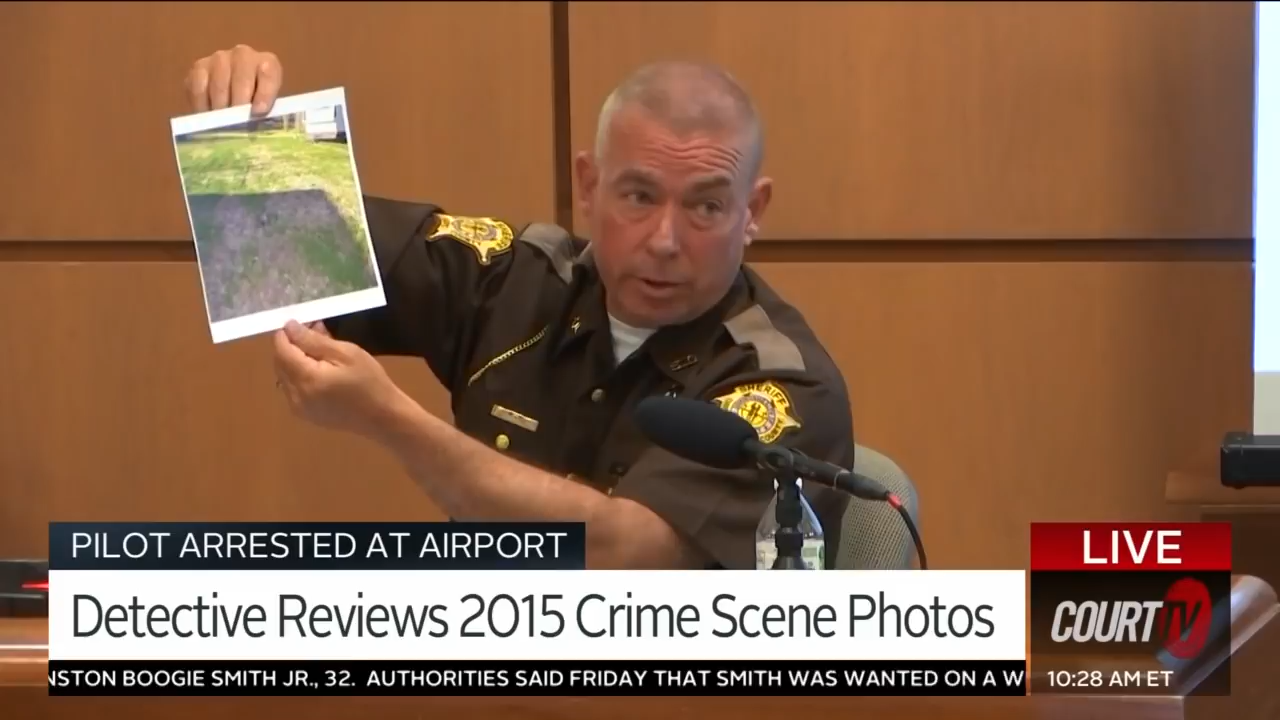 SHERIFF
PILOT ARRESTED AT AIRPORT
LIVE
Detective Reviews 2015 Crime Scene Photos
COURT TV
NSTON BOOGIE SMITH JR., 32. AUTHORITIES SAID FRIDAY THAT SMITH WAS WANTED ON A W
10:28 AM ET